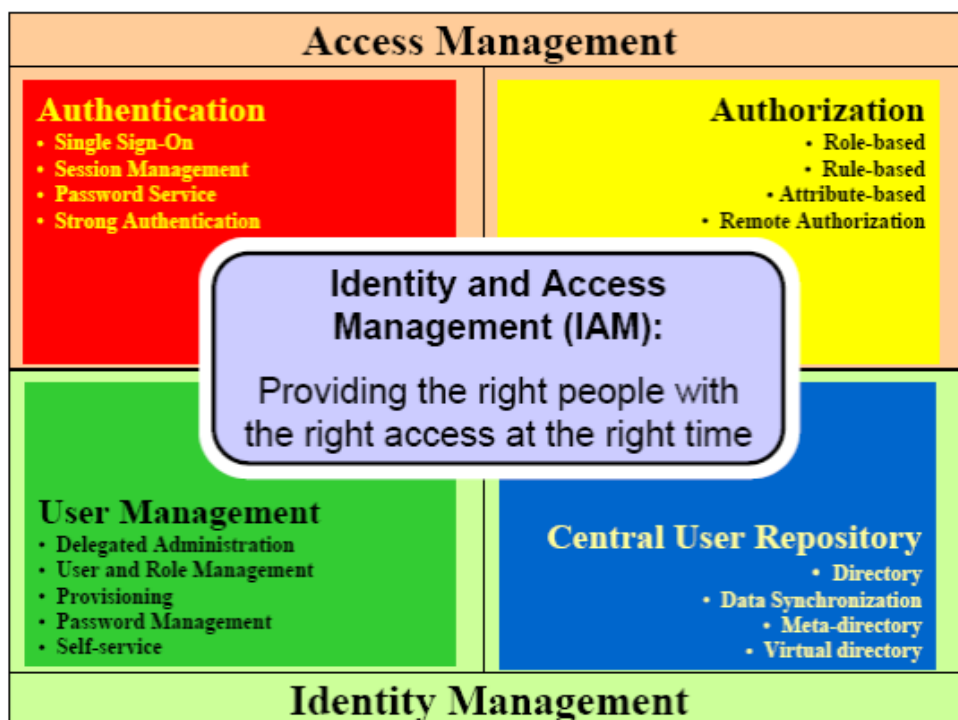 Access Management
Authentication
• Single Sign-On
• Session Management
• Password Service
• Strong Authentication
Authorization
• Role-based
• Rule-based
• Attribute-based
• Remote Authorization
Identity and Access
Management (IAM):
Providing the right people with
the right access at the right time
User Management
• Delegated Administration
• User and Role Management
• Provisioning
• Password Management
• Self-service
Central User Repository
• Directory
• Data Synchronization
• Meta-directory
• Virtual directory
Identity Management